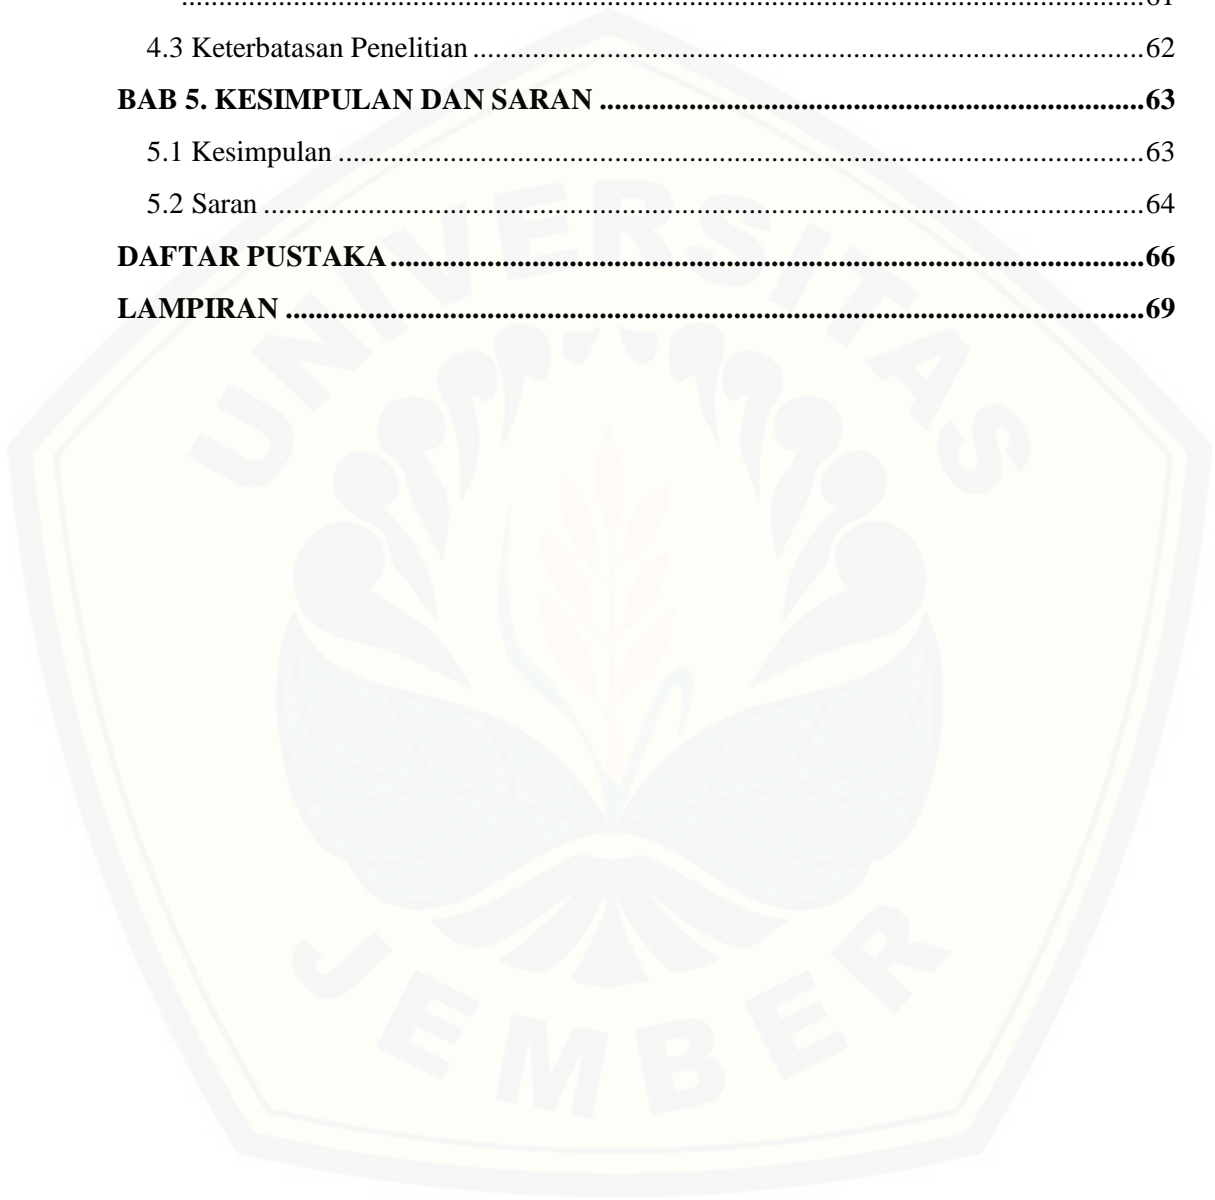 ........................................................................................................................................61
4.3 Keterbatasan Penelitian ...............................................................................................62
BAB 5. KESIMPULAN DAN SARAN ..........................................................................63
5.1 Kesimpulan ..................................................................................................................63
5.2 Saran ............................................................................................................................64
DAFTAR PUSTAKA ......................................................................................................66
LAMPIRAN ....................................................................................................................69
UNIVERSITAS
JEMBER